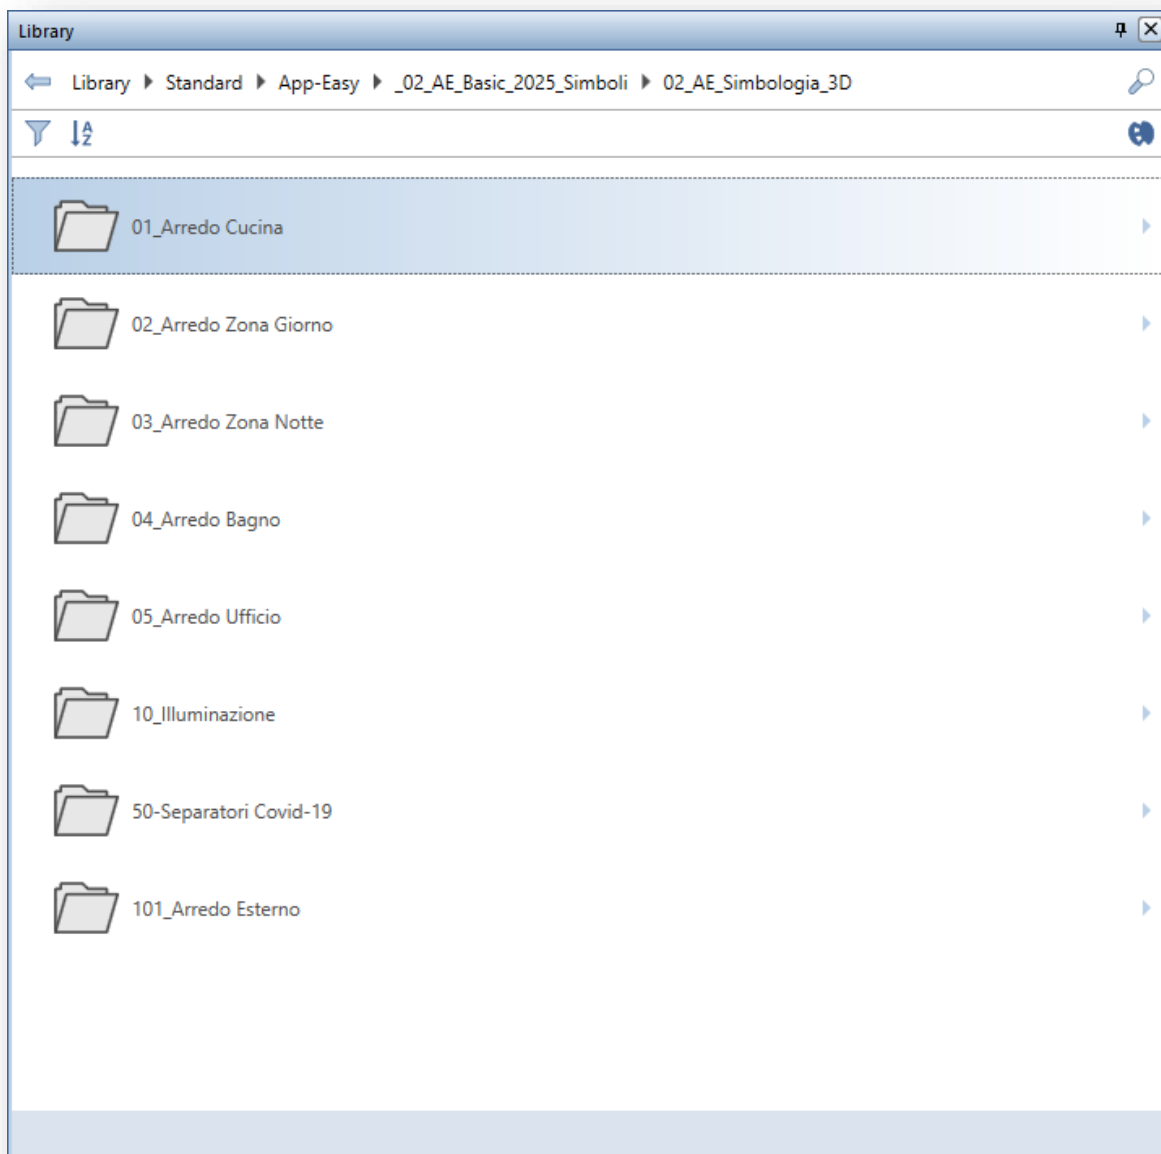 Library
Library Standard App-Easy _02_AE_Basic_2025_Simboli 02_AE_Simbologia_3D
AZ
01_Arredo Cucina
02_Arredo Zona Giorno
03_Arredo Zona Notte
04_Arredo Bagno
05_Arredo Ufficio
10_Illuminazione
50-Separatori Covid-19
101_Arredo Esterno